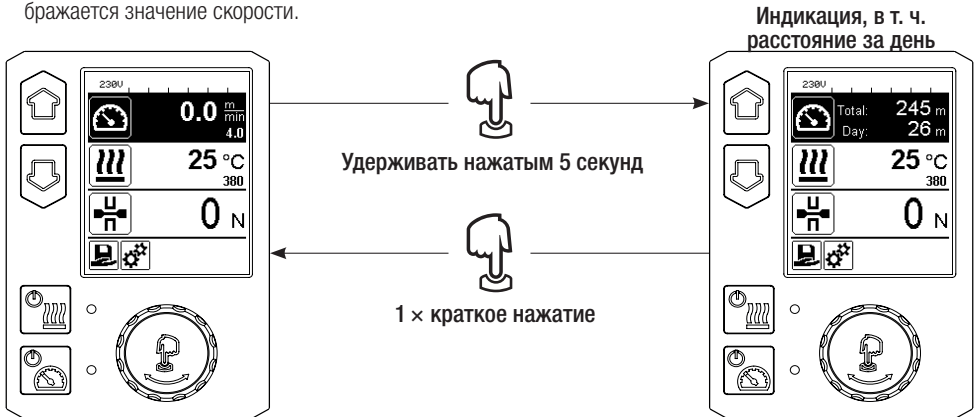 бражается значение скорости.
Индикация, в т. ч.
расстояние за день
230V
0.0 m/min
4.0
25 °C
380
0 N
Удерживать нажатым 5 секунд
1 × краткое нажатие
230V
Total: 245 m
Day: 26 m
25 °C
380
0 N